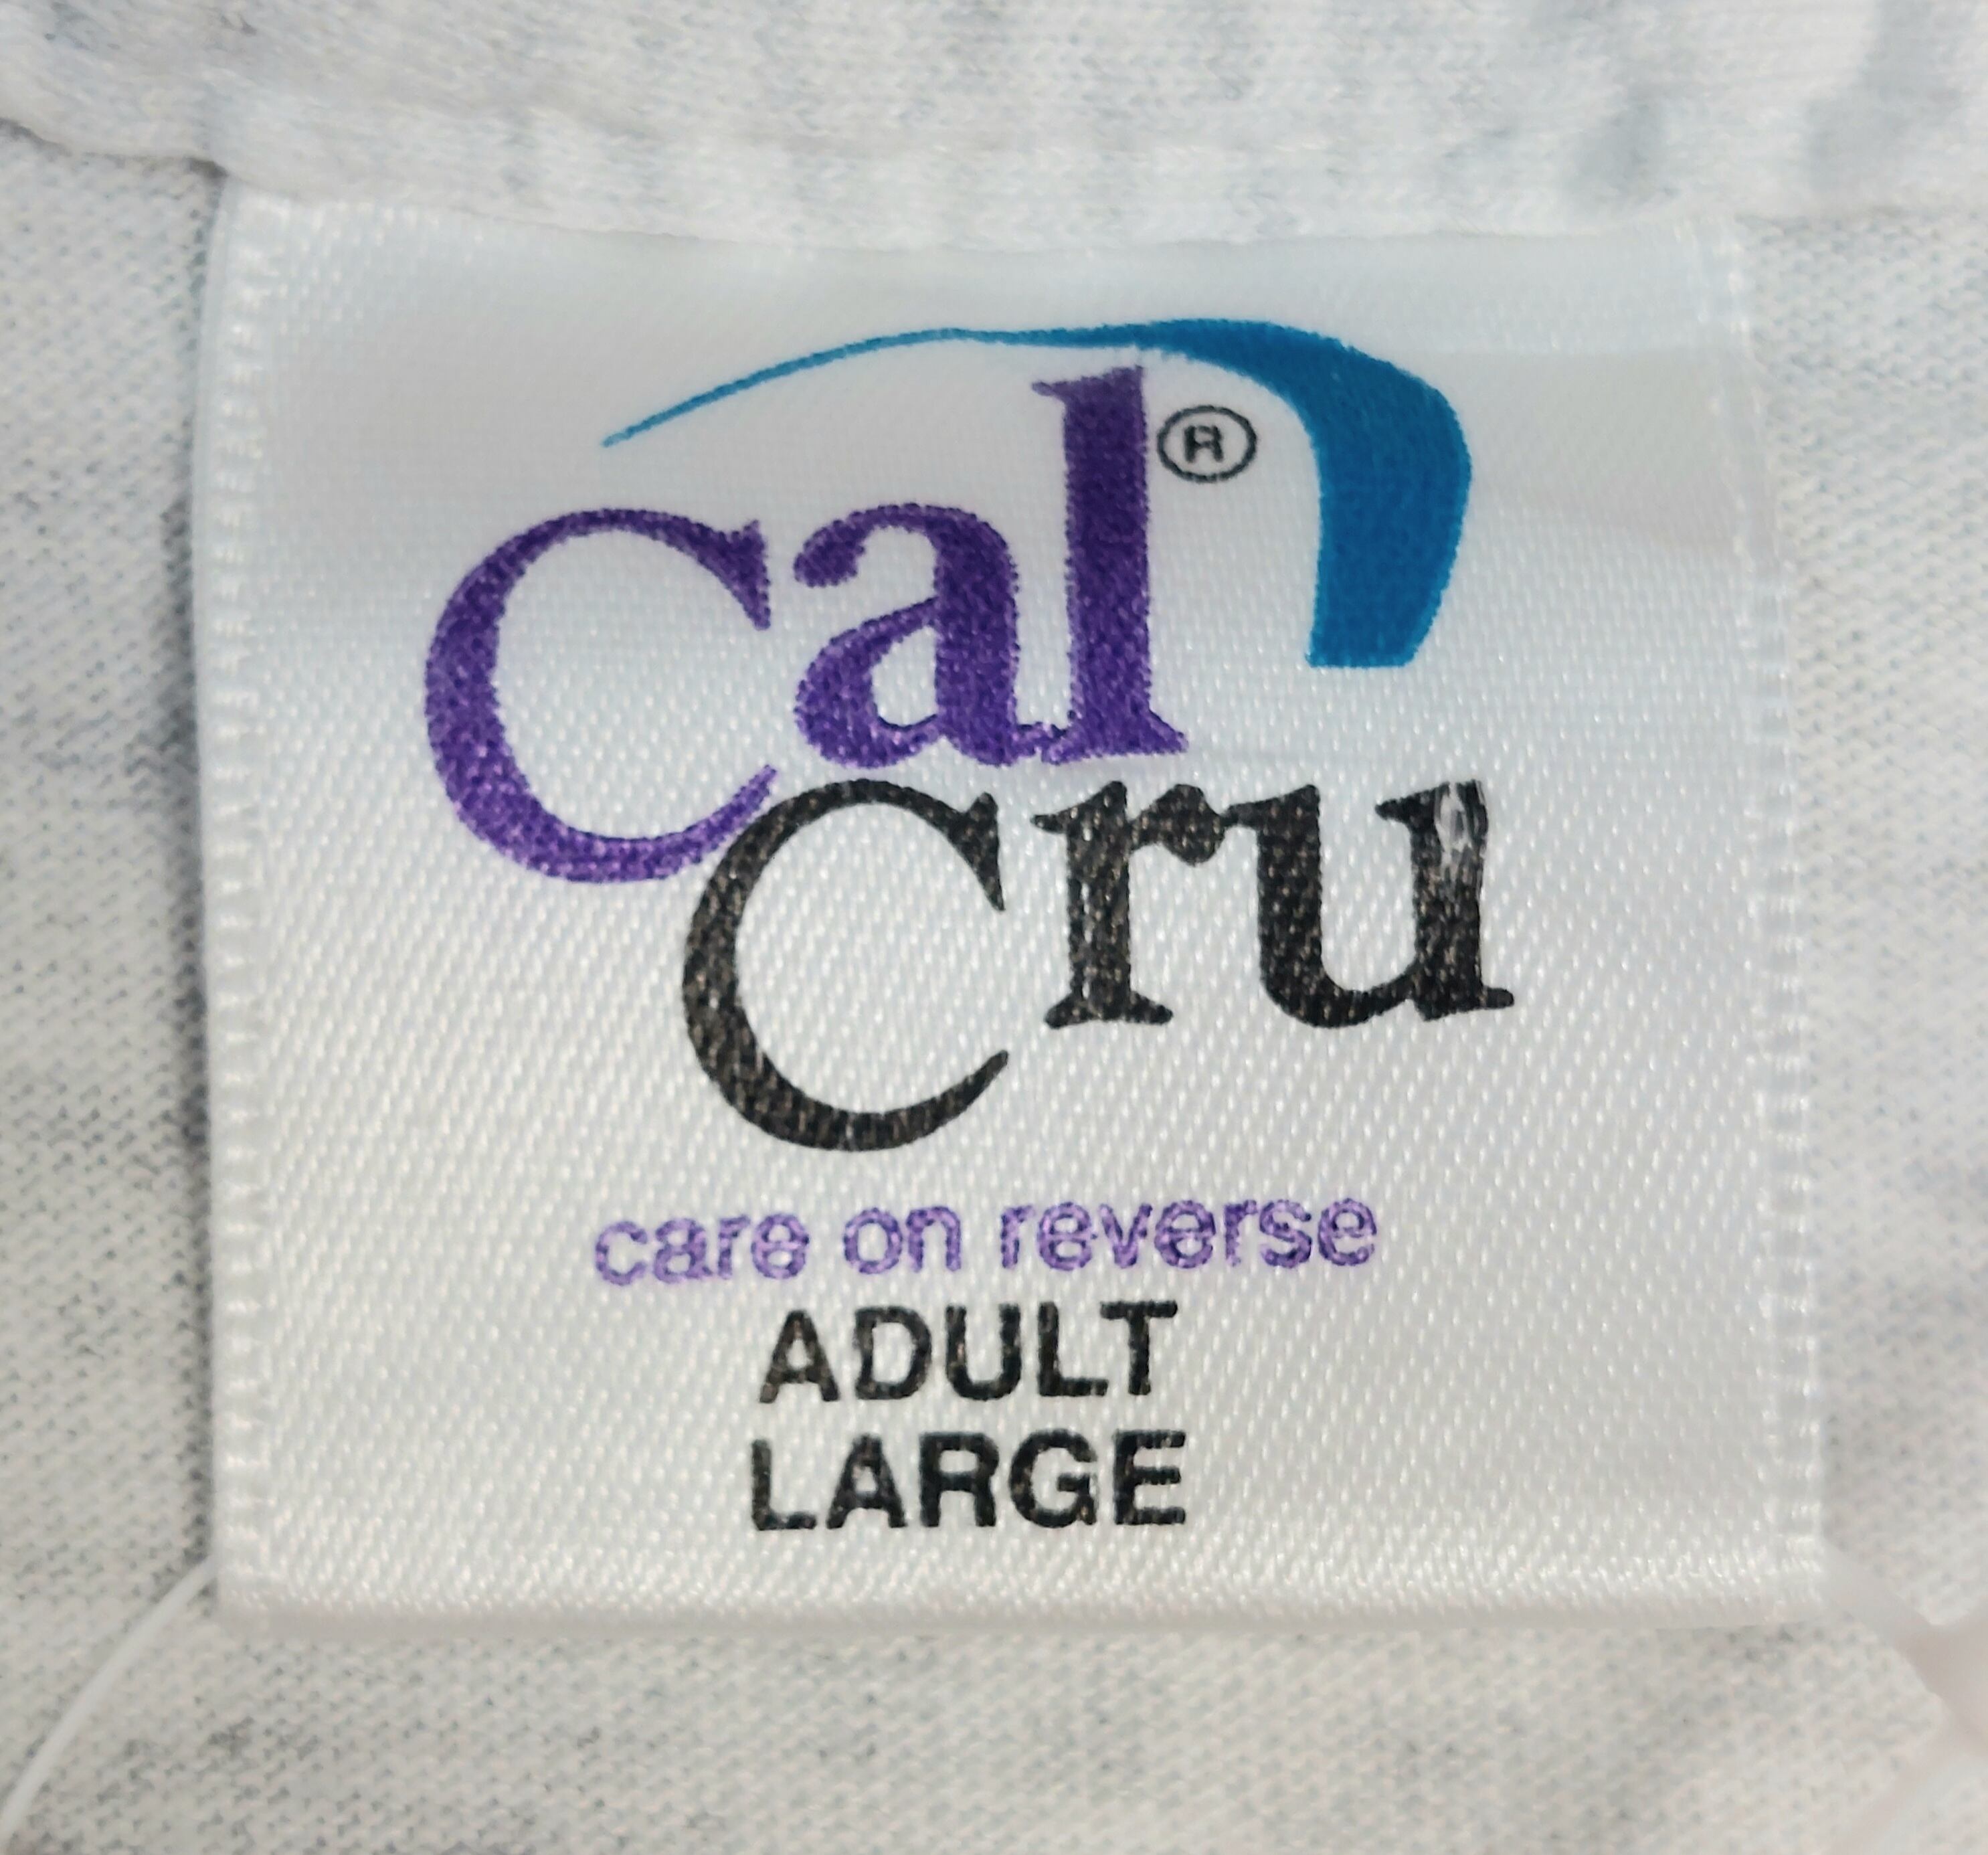 Cal®
Cru
care on reverse
ADULT
LARGE